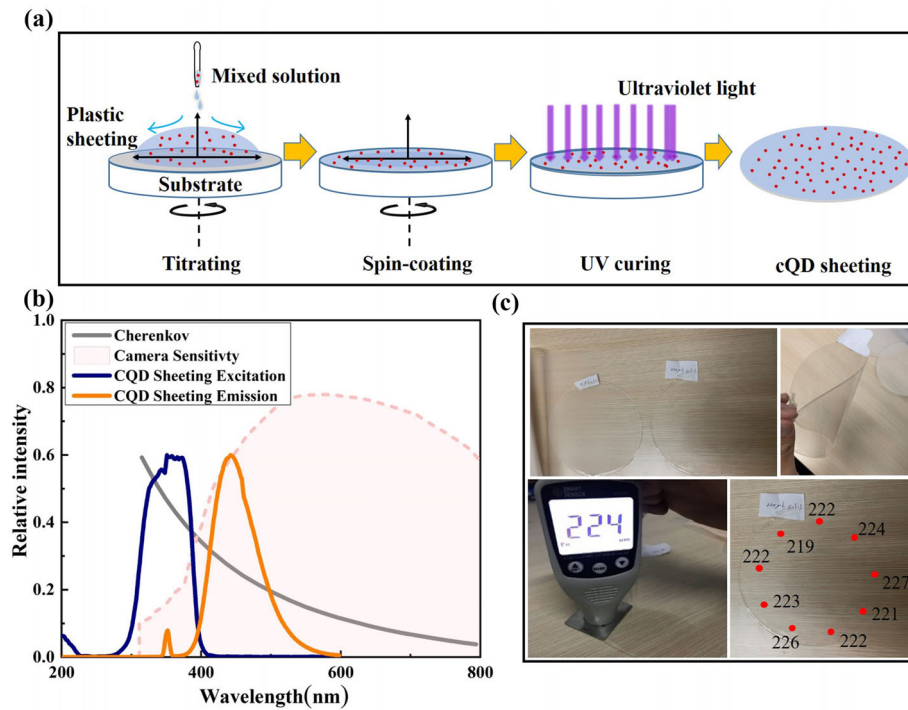 (a)
Mixed solution
Ultraviolet light
Plastic
sheeting
Substrate
Titrating
Spin-coating
UV curing
cQD sheeting
(b)
1.0
0.8
0.6
0.4
0.2
0.0
Relative intensity
Cherenkov
Camera Sensitivty
CQD Sheeting Excitation
CQD Sheeting Emission
200
400
600
800
Wavelength(nm)
(c)
224
222
219
224
222
227
223
221
226
222